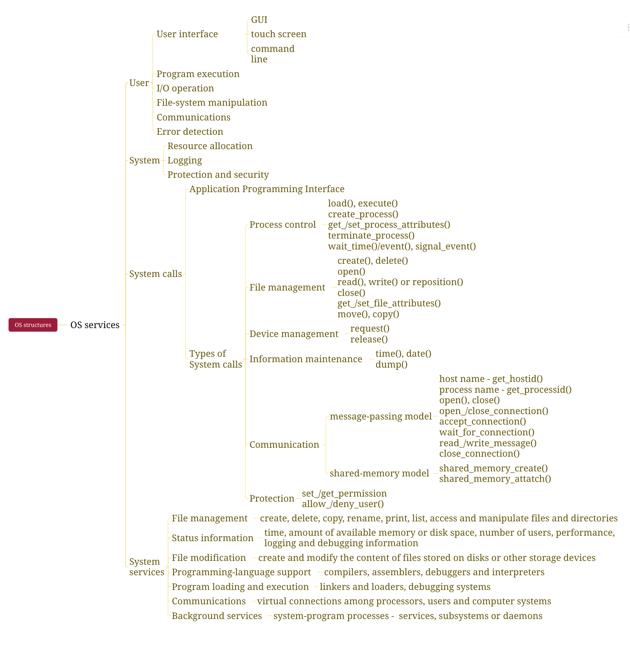 GUI
User interface
touch screen
command
line
Program execution
User
I/O operation
File-system manipulation
Communications
Error detection
Resource allocation
System
Logging
Protection and security
Application Programming Interface
load(), execute()
create_process()
Process control
get_/set_process_attributes()
terminate_process()
wait_time()/event(), signal_event()
create(), delete()
open()
System calls
read(), write() or reposition()
File management
close()
get_/set_file_attributes()
move(), copy()
OS structures
OS services
request()
Device management
release()
Types of
System calls
Information maintenance
time(), date()
dump()
host name - get_hostid()
process name - get_processid()
open(), close()
open_/close_connection()
message-passing model
accept_connection()
wait_for_connection()
read_/write_message()
close_connection()
Communication
shared-memory model
shared_memory_create()
shared_memory_attatch()
Protection
set_/get_permission
allow_/deny_user()
File management
create, delete, copy, rename, print, list, access and manipulate files and directories
Status information
time, amount of available memory or disk space, number of users, performance,
logging and debugging information
System
services
File modification
create and modify the content of files stored on disks or other storage devices
Programming-language support
compilers, assemblers, debuggers and interpreters
Program loading and execution
linkers and loaders, debugging systems
Communications
virtual connections among processors, users and computer systems
Background services
system-program processes - services, subsystems or daemons